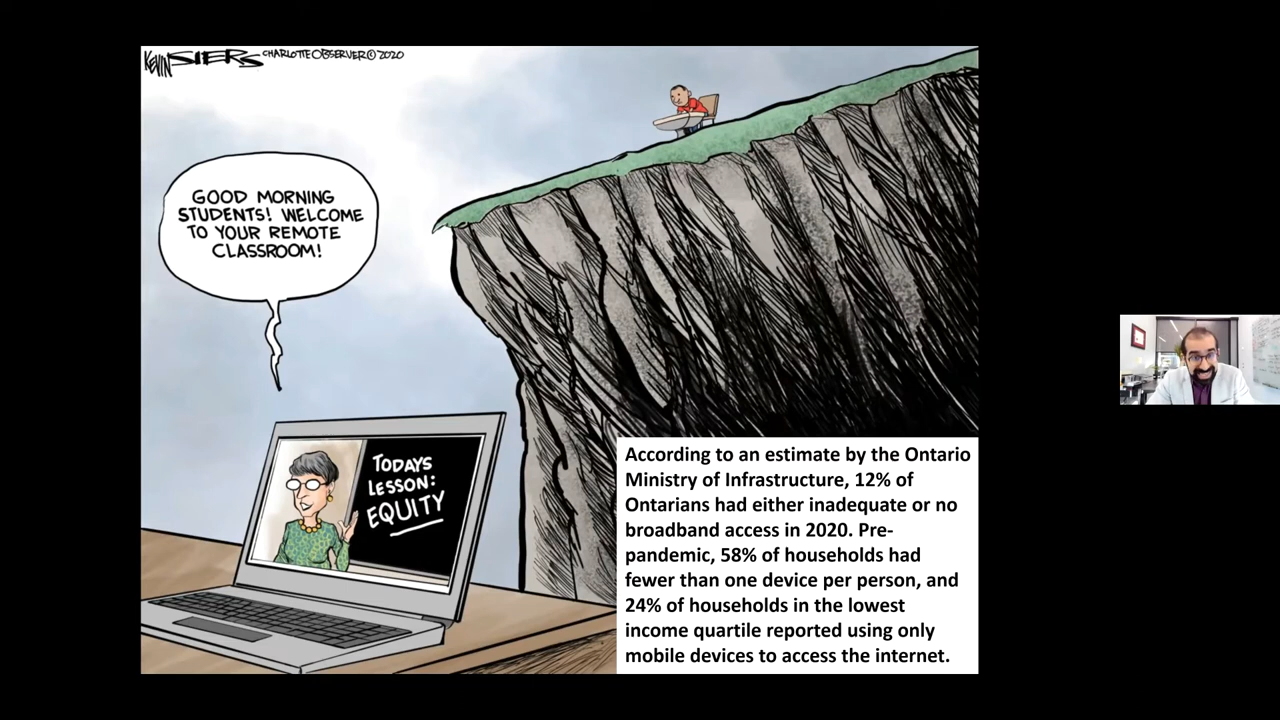 KEVIN SIERS CHARLOTTE OBSERVER © 2020
GOOD MORNING
STUDENTS! WELCOME
TO YOUR REMOTE
CLASSROOM!
TODAYS
LESSON:
EQUITY
According to an estimate by the Ontario
Ministry of Infrastructure, 12% of
Ontarians had either inadequate or no
broadband access in 2020. Pre-
pandemic, 58% of households had
fewer than one device per person, and
24% of households in the lowest
income quartile reported using only
mobile devices to access the internet.